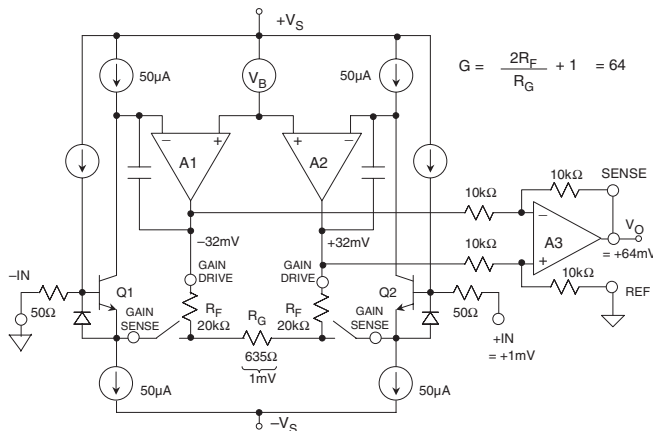 +VS
50μA
VB
50μA
G = 2RF / RG + 1 = 64
− +
+ −
A1
A2
SENSE
10kΩ
10kΩ
−
A3
+
VO
= +64mV
−32mV
+32mV
10kΩ
10kΩ
REF
−IN
50Ω
Q1
GAIN DRIVE
GAIN DRIVE
Q2
50Ω
GAIN SENSE
RF
20kΩ
RG
RF
20kΩ
GAIN SENSE
635Ω
1mV
+IN
= +1mV
50μA
50μA
−VS